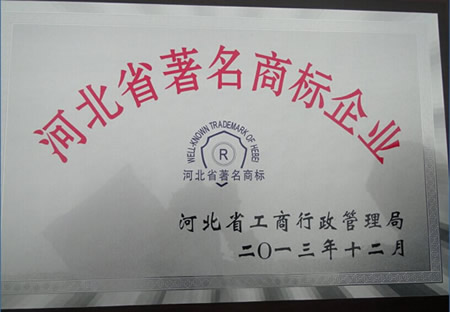 河北省著名商标企业
WELL-KNOWN TRADEMARK OF HEBEI
R
河北省著名商标
河北省工商行政管理局
二〇一三年十二月